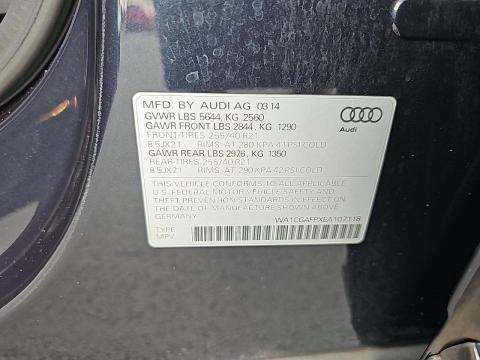 MFD. BY AUDI AG 03 14
GVWR LBS 5644, KG 2560
GAWR FRONT LBS 2844, KG 1290
FRONT-TIRES 255/40 R21
8.5JX21 RIMS AT 280 KPA 41 PSI COLD
GAWR REAR LBS 2976, KG 1350
REAR-TIRES 255/40 R21
8.5JX21 RIMS AT 290 KPA 42 PSI COLD
THIS VEHICLE CONFORMS TO ALL APPLICABLE
U.S. FEDERAL MOTOR VEHICLE SAFETY AND
THEFT PREVENTION STANDARDS IN EFFECT ON
THE DATE OF MANUFACTURE SHOWN ABOVE
GERMANY WA1CGAFPXEA107118
TYPE:
MPV
Audi